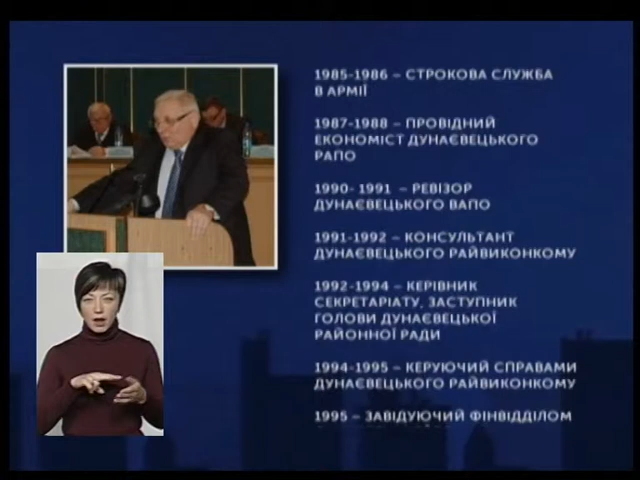 1985-1986 – СТРОКОВА СЛУЖБА
В АРМІЇ
1987-1988 – ПРОВІДНИЙ
ЕКОНОМІСТ ДУНАЄВЕЦЬКОГО
РАПО
1990- 1991 – РЕВІЗОР
ДУНАЄВЕЦЬКОГО ВАПО
1991-1992 – КОНСУЛЬТАНТ
ДУНАЄВЕЦЬКОГО РАЙВИКОНКОМУ
1992-1994 – КЕРІВНИК
СЕКРЕТАРІАТУ, ЗАСТУПНИК
ГОЛОВИ ДУНАЄВЕЦЬКОЇ
РАЙОННОЇ РАДИ
1994-1995 – КЕРУЮЧИЙ СПРАВАМИ
ДУНАЄВЕЦЬКОГО РАЙВИКОНКОМУ
1995 – ЗАВІДУЮЧИЙ ФІНВІДДІЛОМ